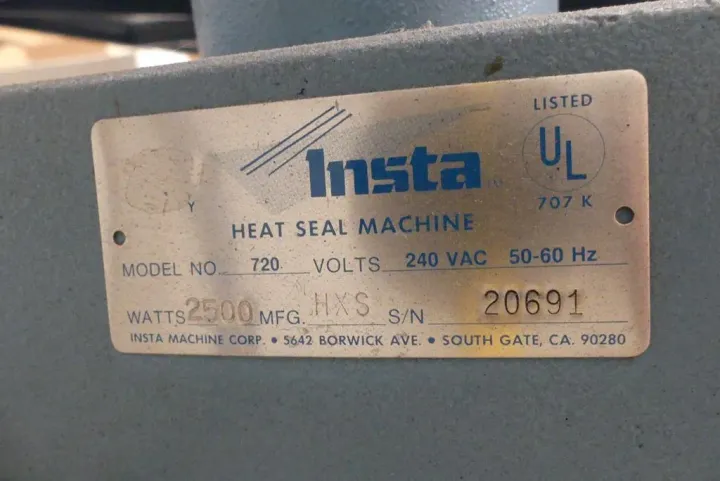 LISTED
UL
Insta
Y
707 K
HEAT SEAL MACHINE
MODEL NO. 720 VOLTS 240 VAC 50-60 Hz
WATTS 2500 MFG. HXS S/N 20691
INSTA MACHINE CORP. • 5642 BORWICK AVE. • SOUTH GATE, CA. 90280